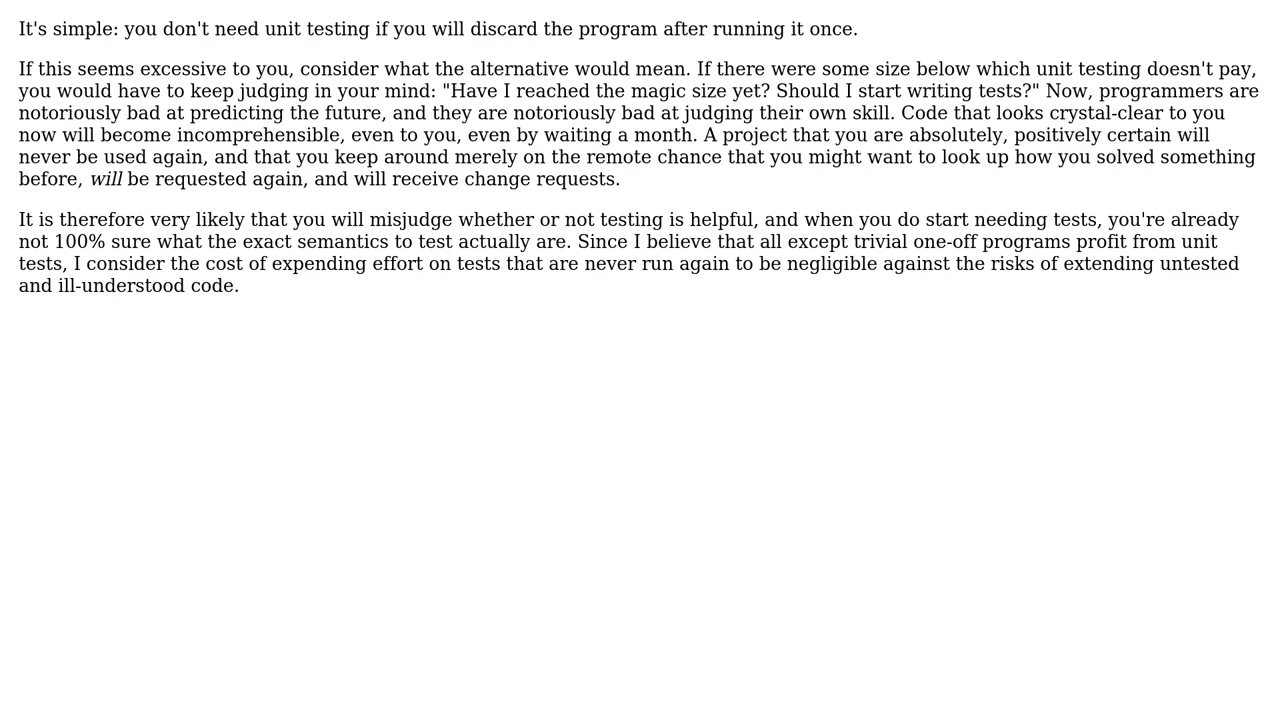 It's simple: you don't need unit testing if you will discard the program after running it once.
If this seems excessive to you, consider what the alternative would mean. If there were some size below which unit testing doesn't pay,
you would have to keep judging in your mind: "Have I reached the magic size yet? Should I start writing tests?" Now, programmers are
notoriously bad at predicting the future, and they are notoriously bad at judging their own skill. Code that looks crystal-clear to you
now will become incomprehensible, even to you, even by waiting a month. A project that you are absolutely, positively certain will
never be used again, and that you keep around merely on the remote chance that you might want to look up how you solved something
before, will be requested again, and will receive change requests.
It is therefore very likely that you will misjudge whether or not testing is helpful, and when you do start needing tests, you're already
not 100% sure what the exact semantics to test actually are. Since I believe that all except trivial one-off programs profit from unit
tests, I consider the cost of expending effort on tests that are never run again to be negligible against the risks of extending untested
and ill-understood code.